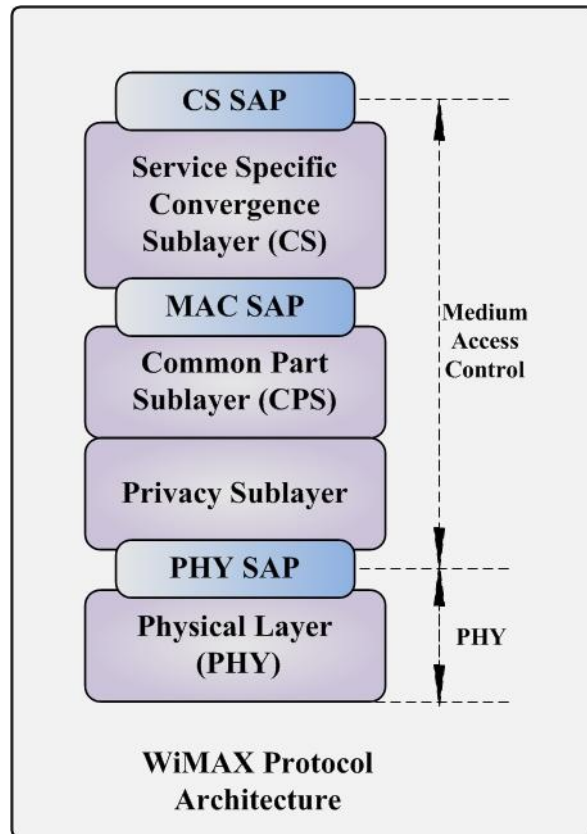 CS SAP
Service Specific
Convergence
Sublayer (CS)
MAC SAP
Common Part
Sublayer (CPS)
Privacy Sublayer
PHY SAP
Physical Layer
(PHY)
Medium
Access
Control
PHY
WiMAX Protocol
Architecture